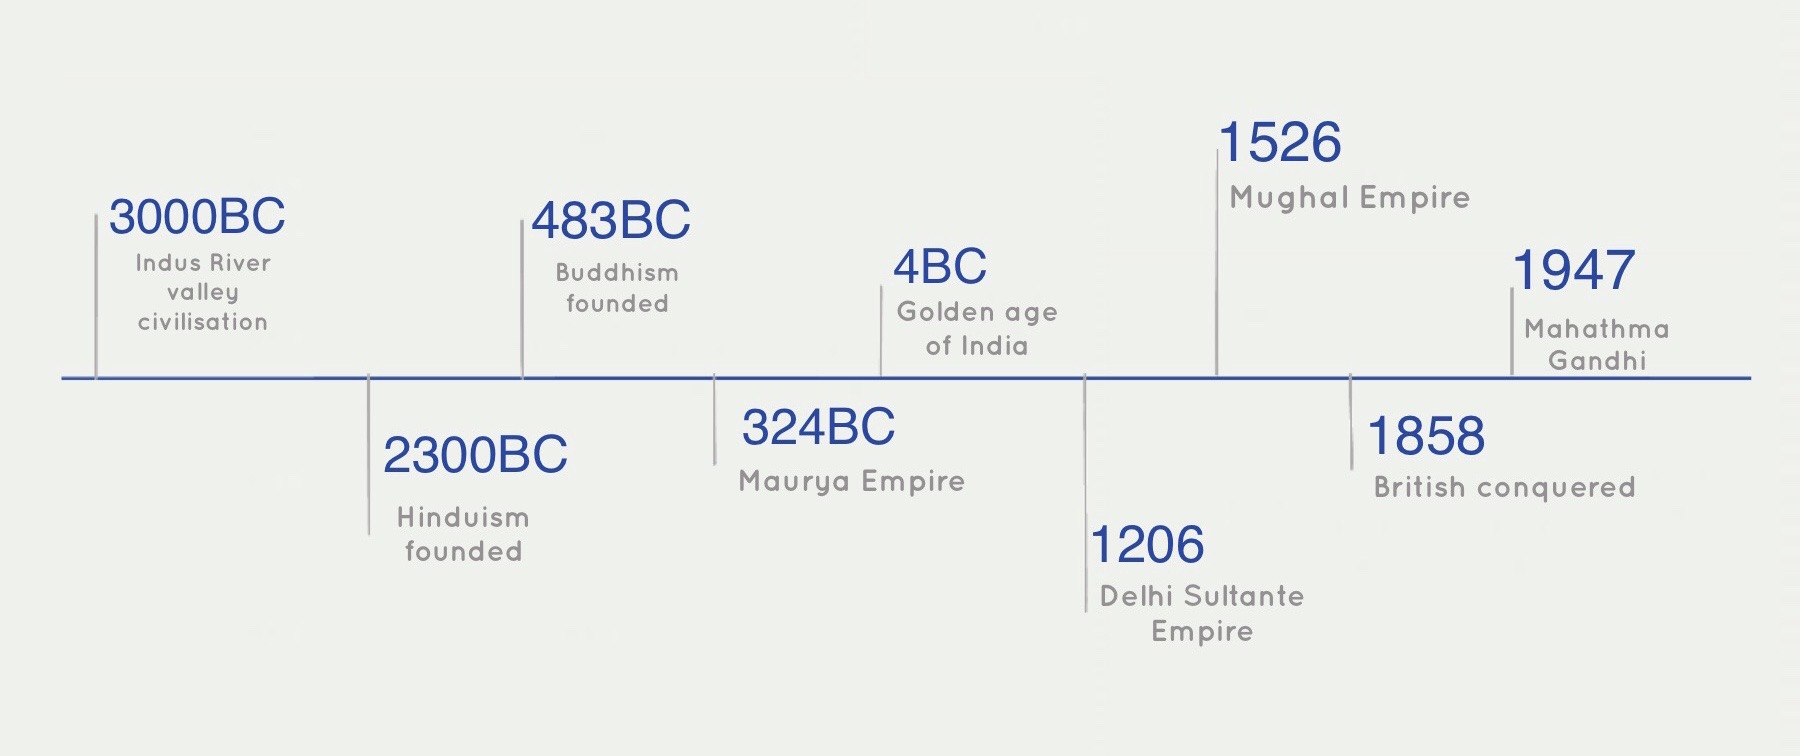 3000BC
Indus River
valley
civilisation
2300BC
Hinduism
founded
483BC
Buddhism
founded
324BC
Maurya Empire
4BC
Golden age
of India
1206
Delhi Sultante
Empire
1526
Mughal Empire
1858
British conquered
1947
Mahathma
Gandhi